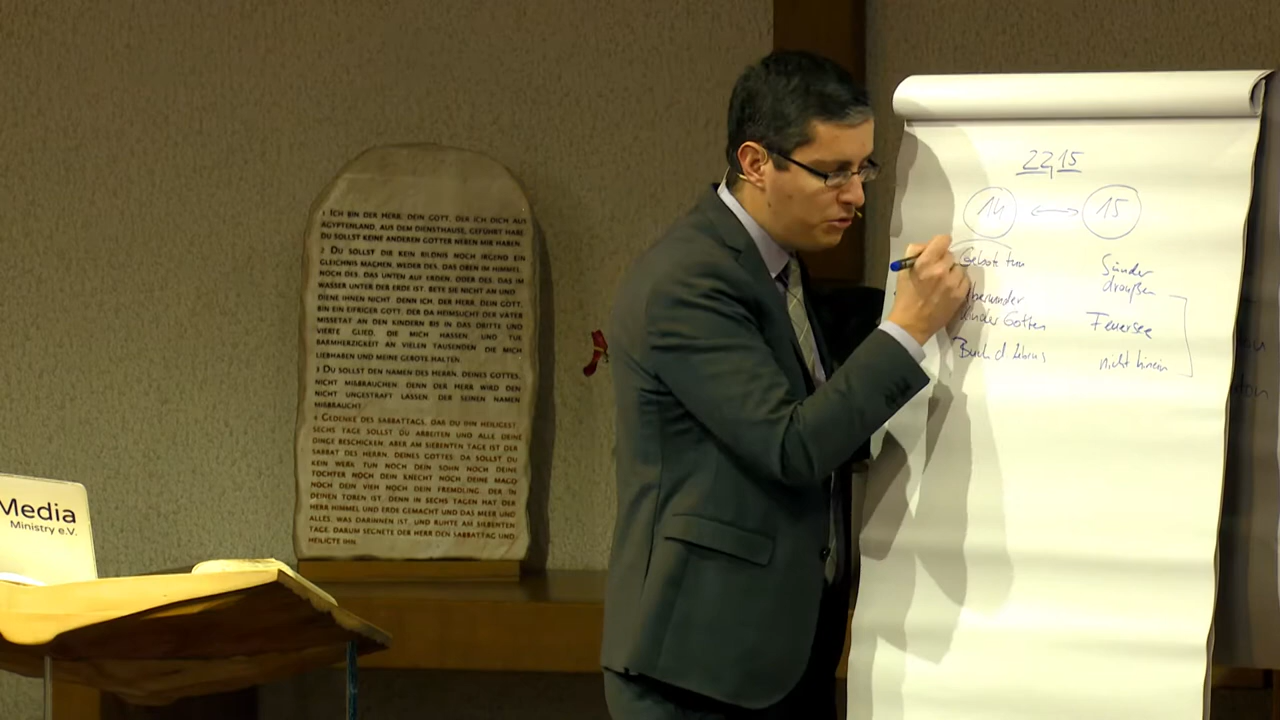 Media
Ministry e.V.
1 ICH BIN DER HERR, DEIN GOTT, DER ICH DICH AUS
ÄGYPTENLAND, AUS DEM DIENSTHAUSE, GEFÜHRT HABE.
DU SOLLST KEINE ANDEREN GÖTTER NEBEN MIR HABEN.
2 DU SOLLST DIR KEIN BILDNIS NOCH IRGEND EIN
GLEICHNIS MACHEN, WEDER DES, DAS OBEN IM HIMMEL,
NOCH DES, DAS UNTEN AUF ERDEN, ODER DES, DAS IM
WASSER UNTER DER ERDE IST. BETE SIE NICHT AN UND
DIENE IHNEN NICHT. DENN ICH, DER HERR, DEIN GOTT,
BIN EIN EIFRIGER GOTT, DER DA HEIMSUCHT DER VÄTER
MISSETAT AN DEN KINDERN BIS IN DAS DRITTE UND
VIERTE GLIED, DIE MICH HASSEN; UND TUE
BARMHERZIGKEIT AN VIELEN TAUSENDEN, DIE MICH
LIEBHABEN UND MEINE GEBOTE HALTEN.
3 DU SOLLST DEN NAMEN DES HERRN, DEINES GOTTES,
NICHT MIßBRAUCHEN; DENN DER HERR WIRD DEN
NICHT UNGESTRAFT LASSEN, DER SEINEN NAMEN
MIßBRAUCHT.
4 GEDENKE DES SABBATTAGS, DAß DU IHN HEILIGEST.
SECHS TAGE SOLLST DU ARBEITEN UND ALLE DEINE
DINGE BESCHICKEN; ABER AM SIEBENTEN TAGE IST DER
SABBAT DES HERRN, DEINES GOTTES; DA SOLLST DU
KEIN WERK TUN NOCH DEIN SOHN NOCH DEINE
TOCHTER NOCH DEIN KNECHT NOCH DEINE MAGD
NOCH DEIN VIEH NOCH DEIN FREMDLING, DER IN
DEINEN TOREN IST. DENN IN SECHS TAGEN HAT DER
HERR HIMMEL UND ERDE GEMACHT UND DAS MEER UND
ALLES, WAS DARINNEN IST, UND RUHTE AM SIEBENTEN
TAGE. DARUM SEGNETE DER HERR DEN SABBATTAG UND
HEILIGTE IHN.
22,15
14 ↔ 15
Gebote tun
Sünder
draußen
Überwinder
Kinder Gottes
Feuersee
Buch d. Lebens
nicht hinein